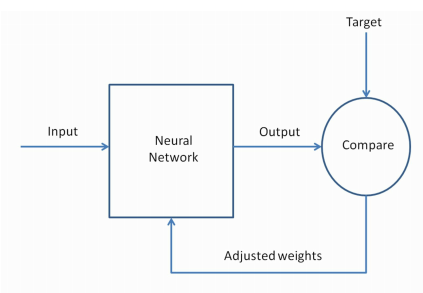 Target
Input
Neural
Network
Output
Compare
Adjusted weights